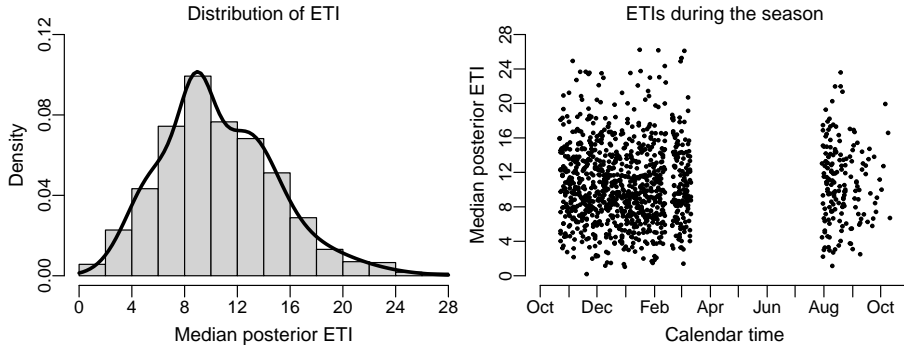 Distribution of ETI
0.12
0.08
0.04
0.00
Density
0 4 8 12 16 20 24 28
Median posterior ETI
ETIs during the season
28
24
20
16
12
8
4
0
Median posterior ETI
Oct Dec Feb Apr Jun Aug Oct
Calendar time